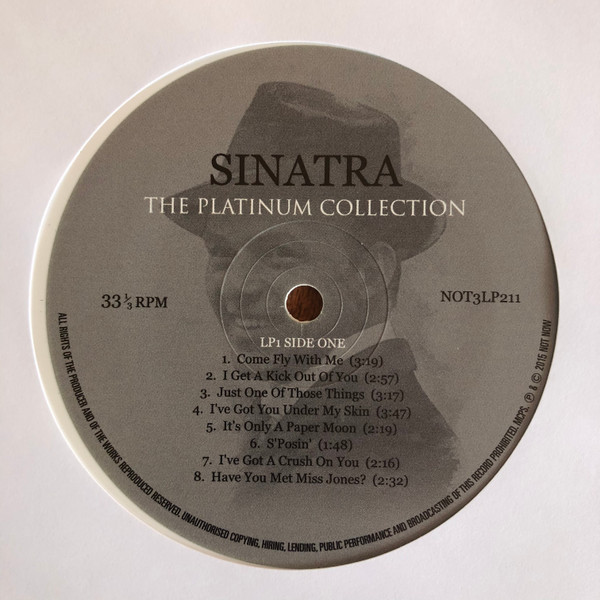 SINATRA
THE PLATINUM COLLECTION
33 1/3 RPM
NOT3LP211
LP1 SIDE ONE
1. Come Fly With Me (3:19)
2. I Get A Kick Out Of You (2:57)
3. Just One Of Those Things (3:17)
4. I've Got You Under My Skin (3:47)
5. It's Only A Paper Moon (2:19)
6. S'Posin' (1:48)
7. I've Got A Crush On You (2:16)
8. Have You Met Miss Jones? (2:32)
ALL RIGHTS OF THE PRODUCER AND OF THE WORKS REPRODUCED RESERVED. UNAUTHORISED COPYING, HIRING, LENDING, PUBLIC PERFORMANCE AND BROADCASTING OF THIS RECORD PROHIBITED. MCPS. ℗ & © 2015 NOT NOW